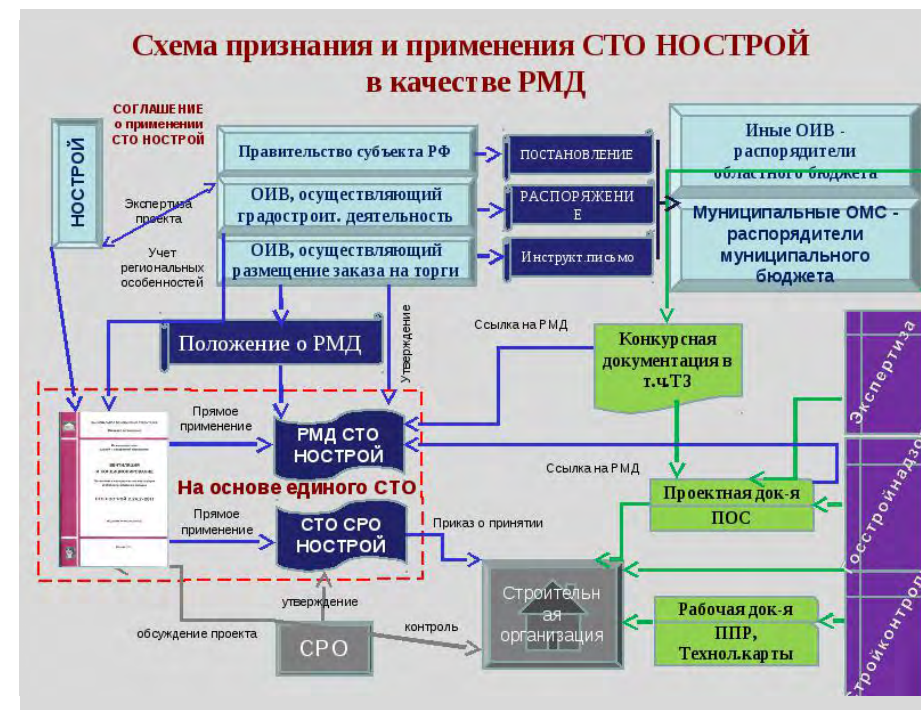 Схема признания и применения СТО НОСТРОЙ
в качестве РМД
СОГЛАШЕНИЕ
о применении
СТО НОСТРОЙ
НОСТРОЙ
Экспертиза
проекта
Учет
региональных
особенностей
Правительство субъекта РФ
ОИВ, осуществляющий
градостроит. деятельность
ОИВ, осуществляющий
размещение заказа на торги
ПОСТАНОВЛЕНИЕ
РАСПОРЯЖЕНИ
Е
Инструкт.письмо
Иные ОИВ -
распорядители
областного бюджета
Муниципальные ОМС -
распорядители
муниципального
бюджета
Положение о РМД
Утверждение
Ссылка на РМД
Конкурсная
документация в
т.ч.ТЗ
Экспертиза
Прямое
применение
РМД СТО
НОСТРОЙ
На основе единого СТО
Ссылка на РМД
Проектная док-я
ПОС
Госстройнадзо
Прямое
применение
СТО СРО
НОСТРОЙ
Приказ о принятии
Строительн
ая
организация
утверждение
обсуждение проекта
СРО
контроль
Рабочая док-я
ППР,
Технол.карты
Стройконтрол